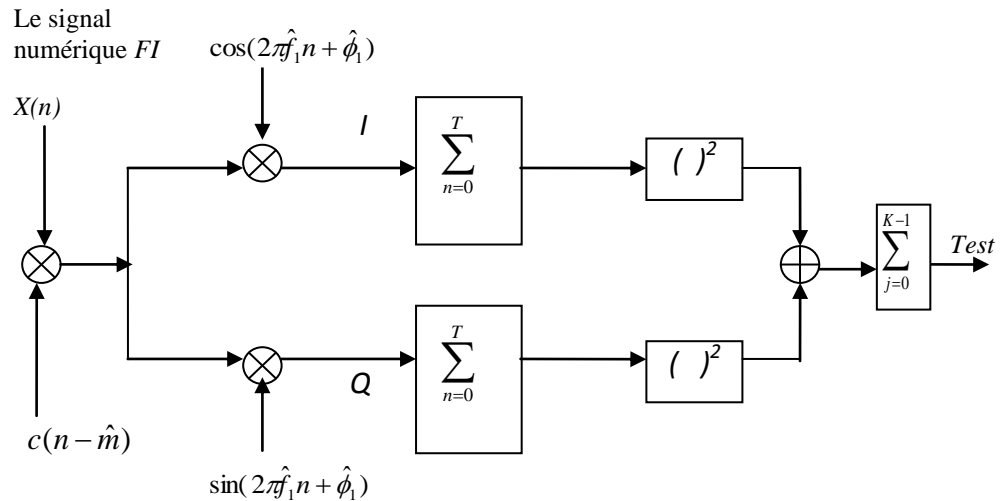 Le signal
numérique FI
X(n)
cos(2πf̂₁n + φ̂₁)
I
∑ T n=0
( )²
K−1 ∑ j=0
Test
Q
∑ T n=0
( )²
c(n − m̂)
sin(2πf̂₁n + φ̂₁)